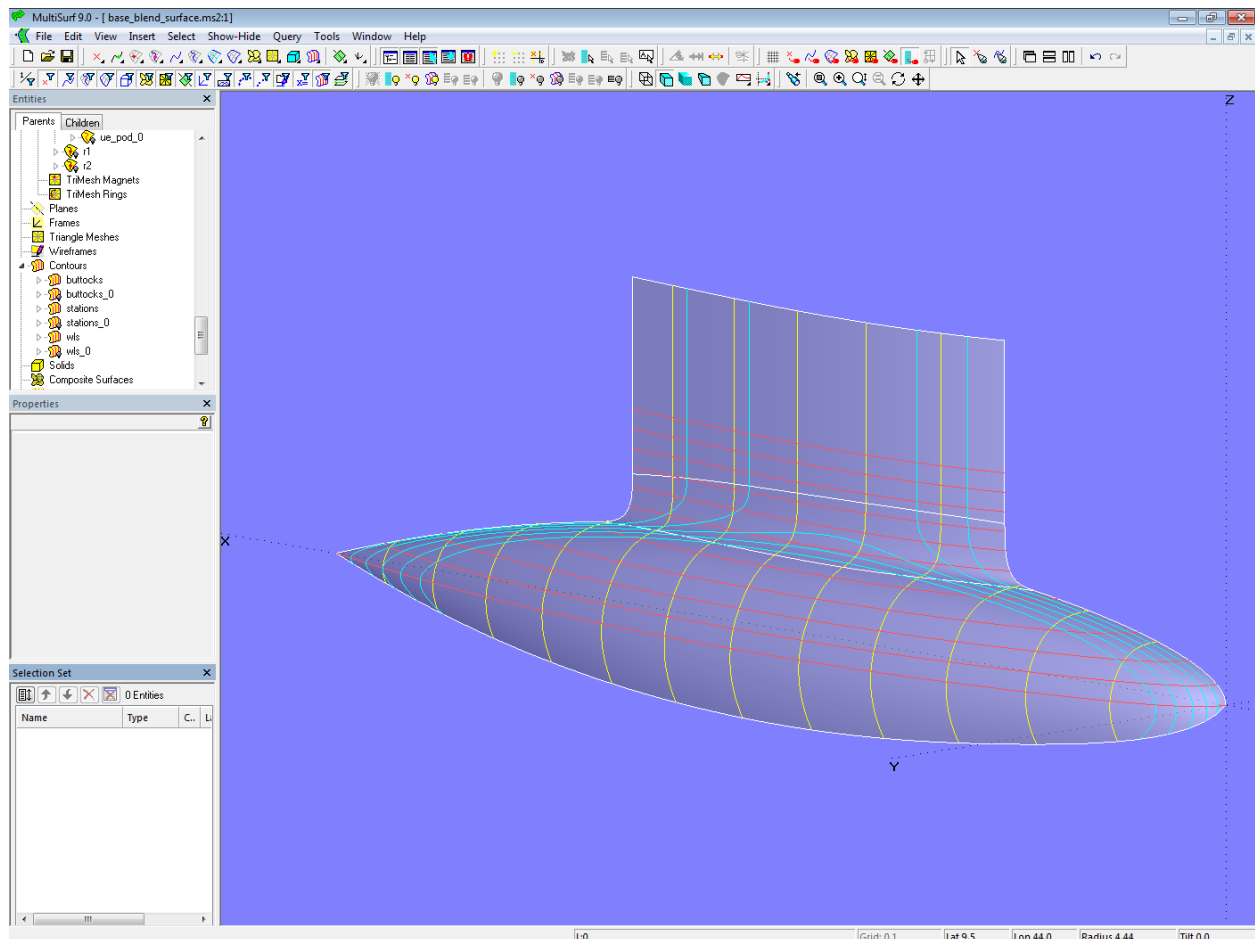 MultiSurf 9.0 - [ base_blend_surface.ms2:1]
File Edit View Insert Select Show-Hide Query Tools Window Help
Entities
Parents Children
ue_pod_0
r1
r2
TriMesh Magnets
TriMesh Rings
Planes
Frames
Triangle Meshes
Wireframes
Contours
buttocks
buttocks_0
stations
stations_0
wls
wls_0
Solids
Composite Surfaces
Properties
Selection Set
0 Entities
Name Type C.. L
Z
X
Y
L:0 Grid: 0.1 Lat 9.5 Lon 44.0 Radius 4.44 Tilt 0.0